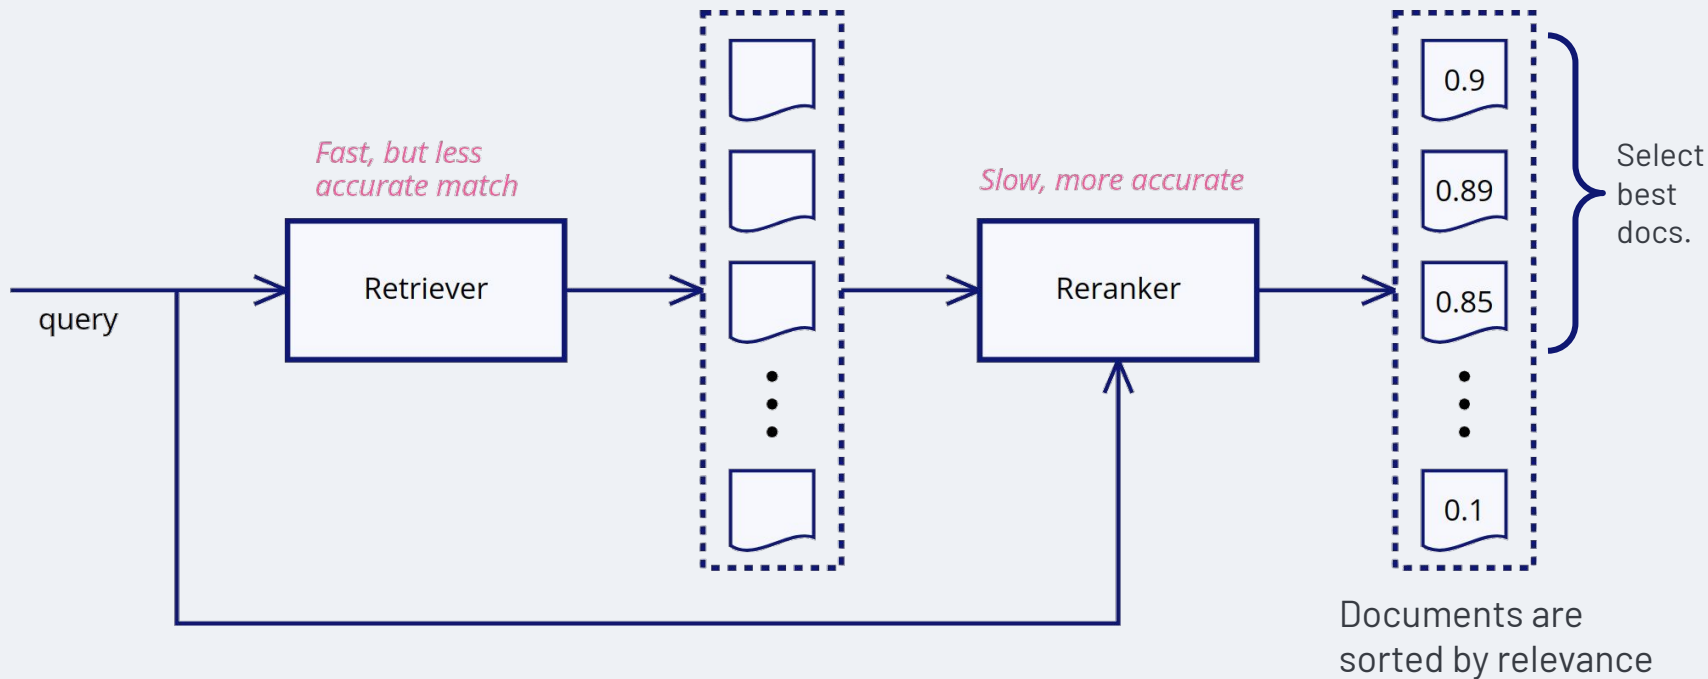 query
Fast, but less
accurate match
Retriever
Slow, more accurate
Reranker
0.9
0.89
0.85
0.1
Select
best
docs.
Documents are
sorted by relevance